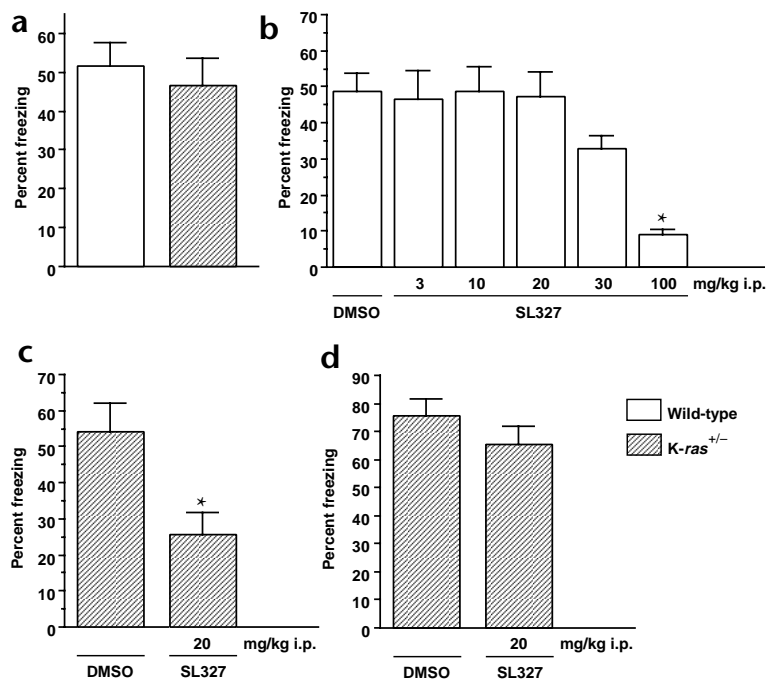 a
60
50
40
30
20
10
0
Percent freezing
b
70
60
50
40
30
20
10
0
Percent freezing
*
3 10 20 30 100 mg/kg i.p.
DMSO SL327
c
70
60
50
40
30
20
10
0
Percent freezing
*
20 mg/kg i.p.
DMSO SL327
d
90
80
70
60
50
40
70
80
90
0
Percent freezing
20 mg/kg i.p.
DMSO SL327
Wild-type
K-ras+/–